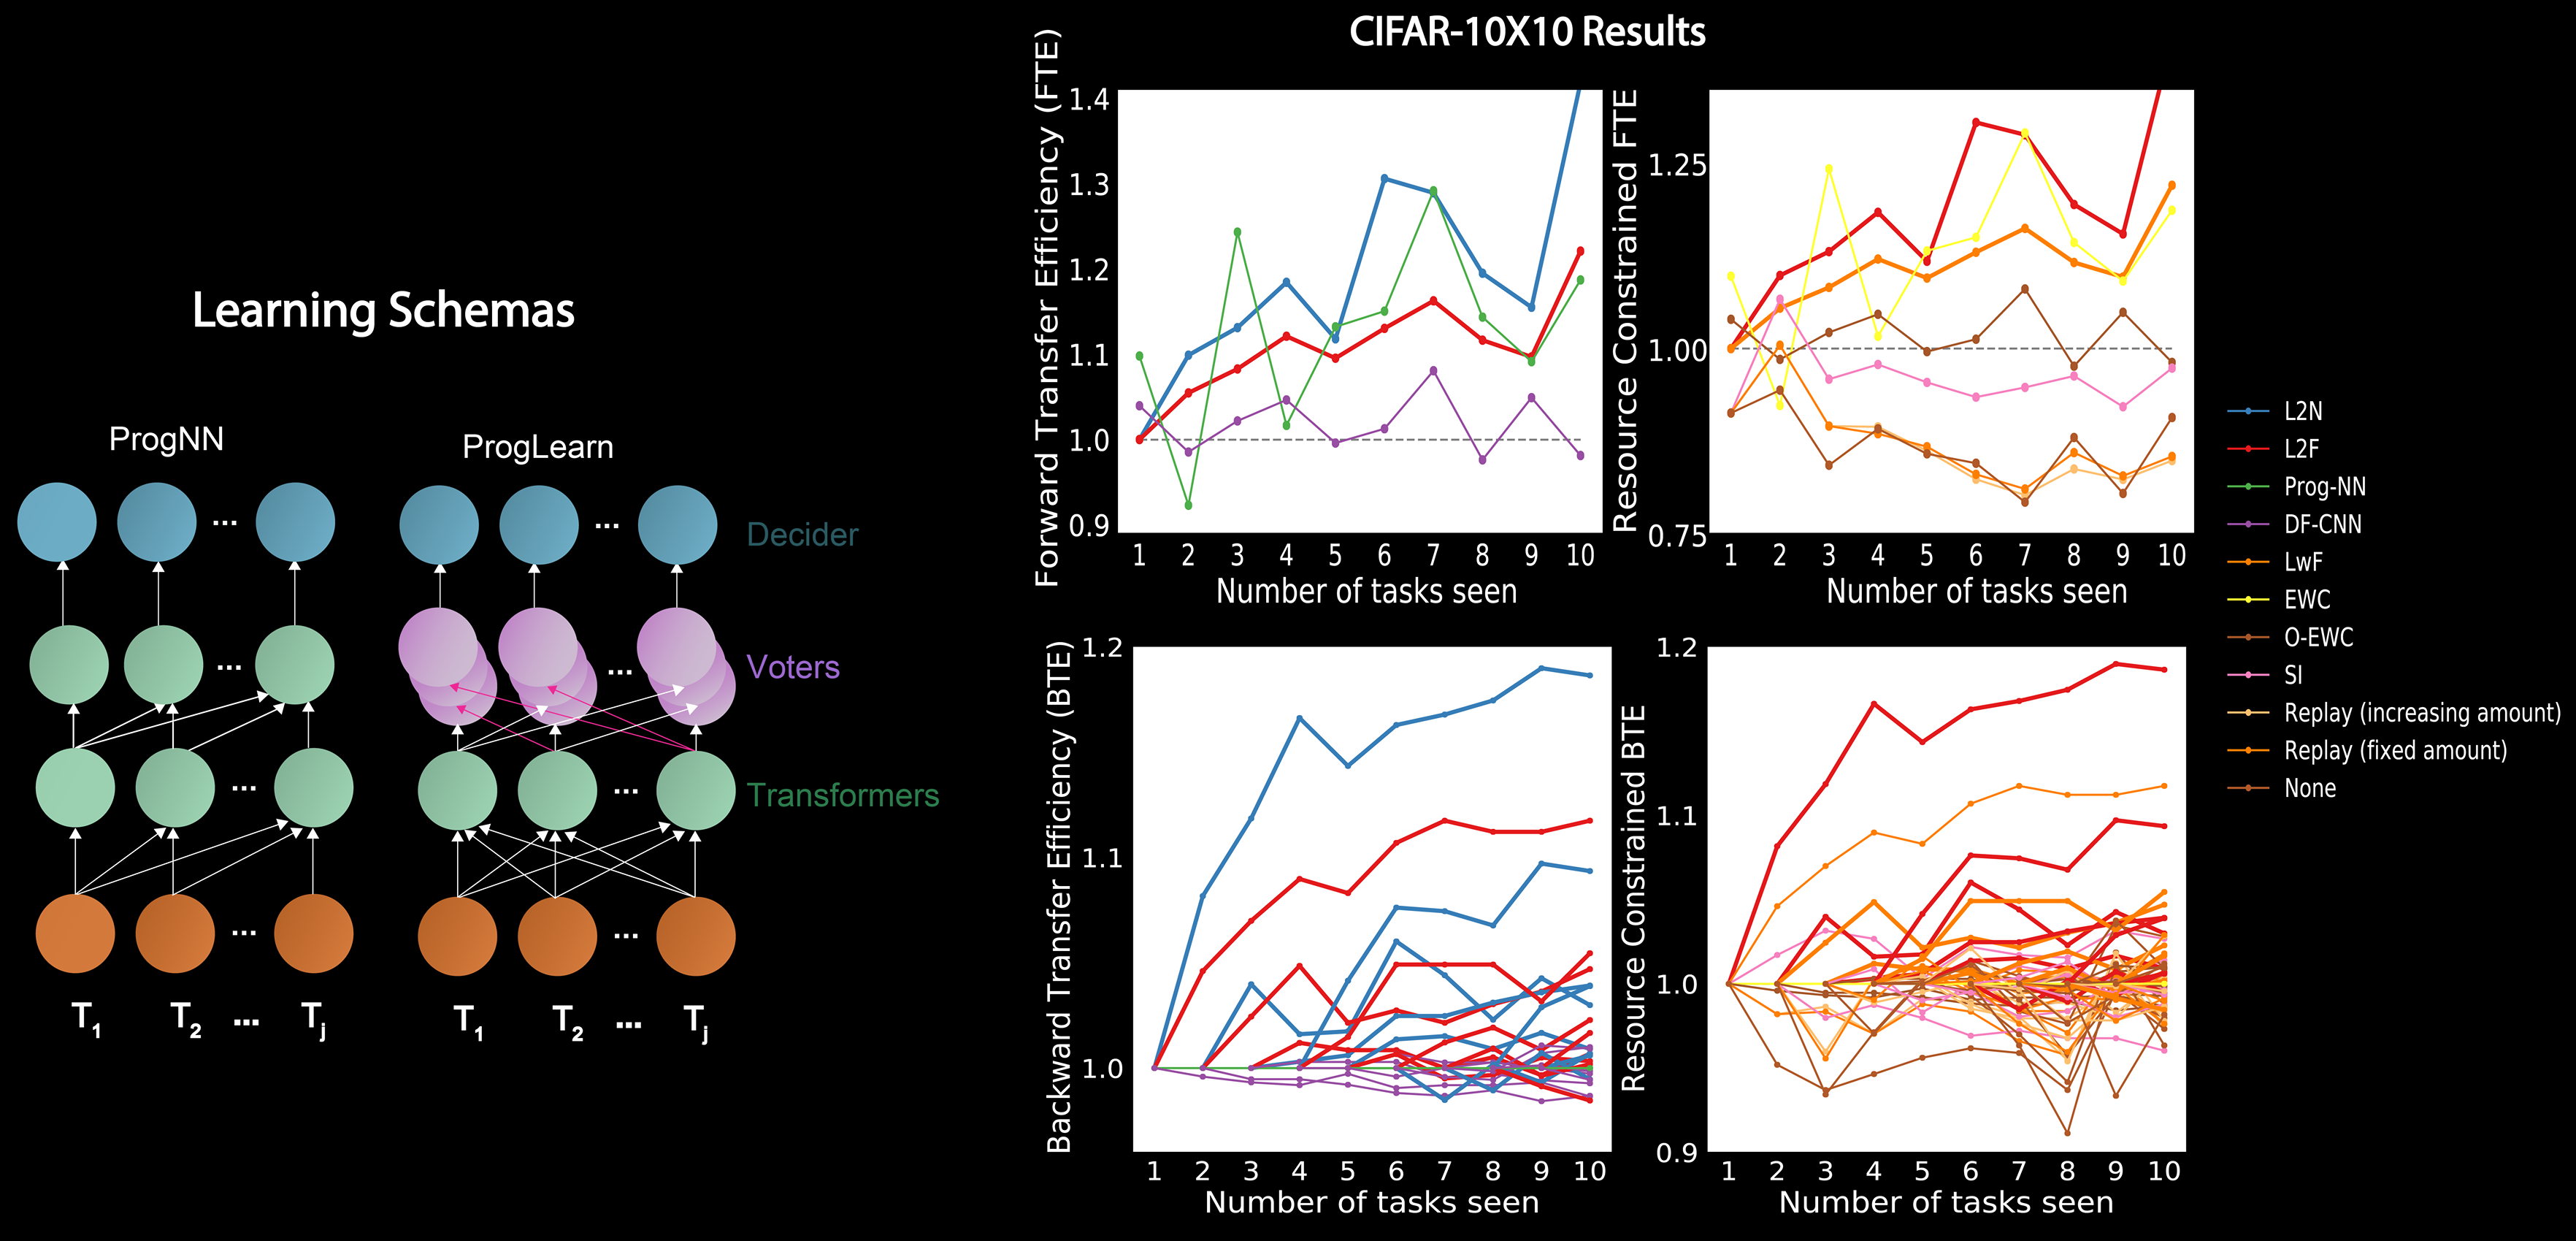 CIFAR-10X10 Results
Learning Schemas
ProgNN
ProgLearn
Decider
Voters
Transformers
T1 T2 ... Tj
T1 T2 ... Tj
Forward Transfer Efficiency (FTE)
1.4
1.3
1.2
1.1
1.0
0.9
1 2 3 4 5 6 7 8 9 10
Number of tasks seen
Resource Constrained FTE
1.25
1.00
0.75
1 2 3 4 5 6 7 8 9 10
Number of tasks seen
Backward Transfer Efficiency (BTE)
1.2
1.1
1.0
1 2 3 4 5 6 7 8 9 10
Number of tasks seen
Resource Constrained BTE
1.2
1.1
1.0
0.9
1 2 3 4 5 6 7 8 9 10
Number of tasks seen
L2N
L2F
Prog-NN
DF-CNN
LwF
EWC
O-EWC
SI
Replay (increasing amount)
Replay (fixed amount)
None